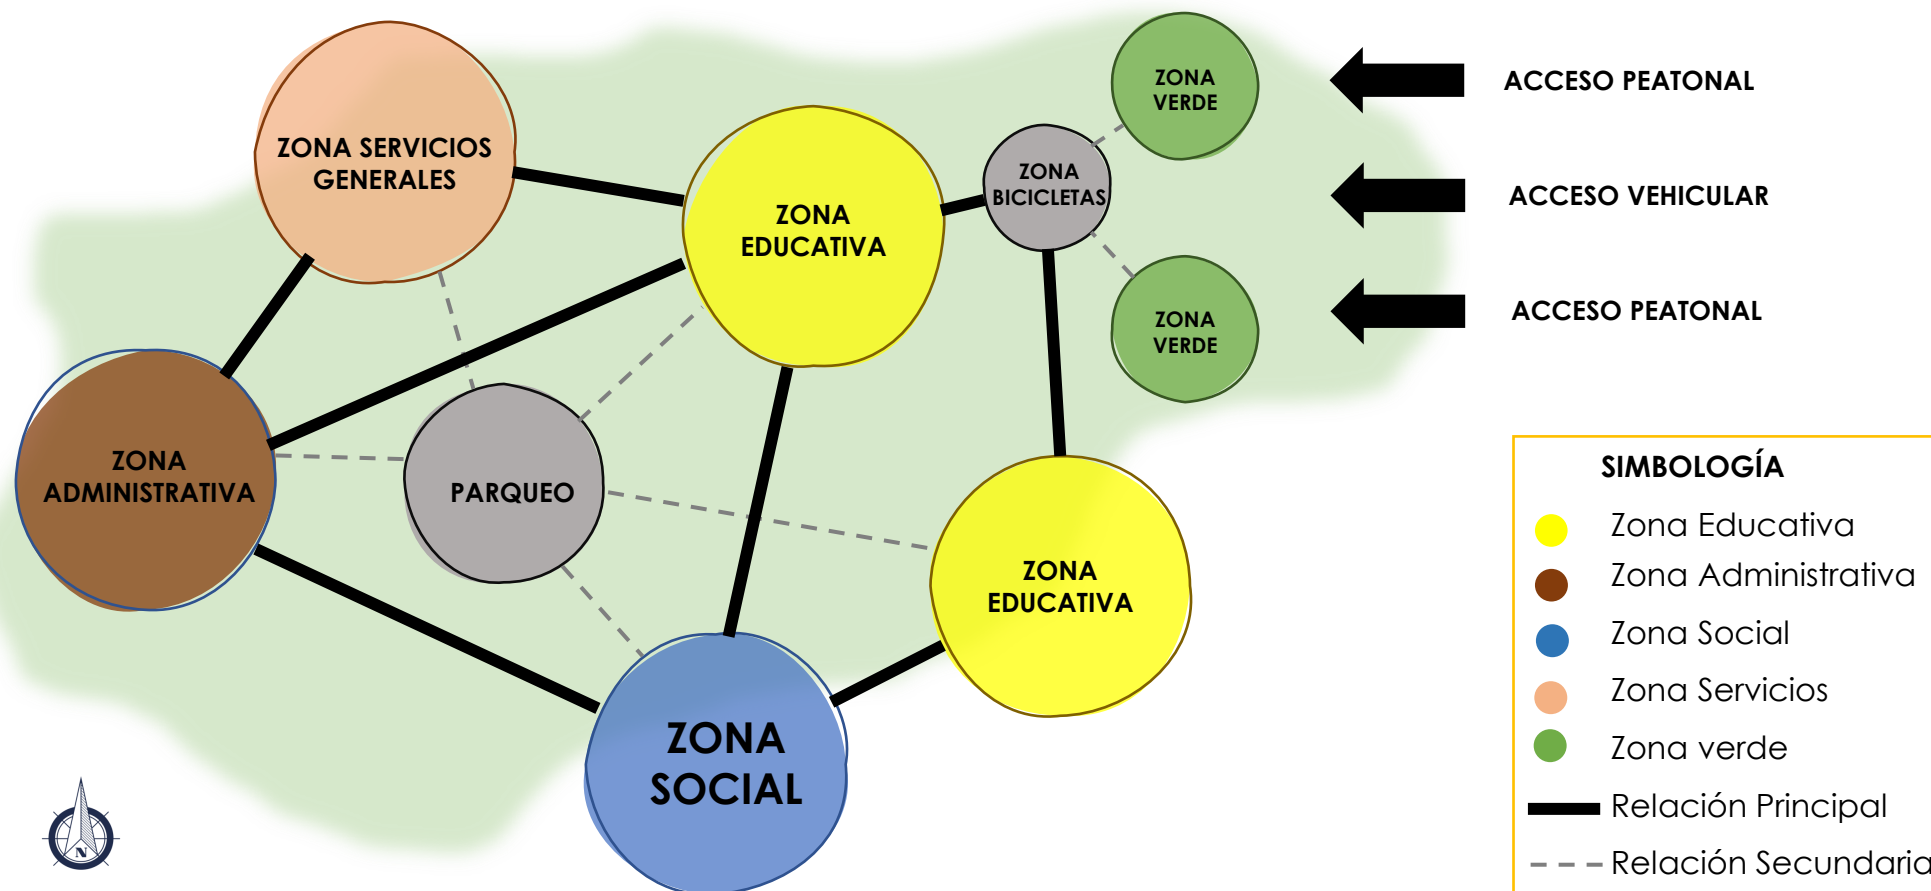 ZONA
VERDE
ACCESO PEATONAL
ZONA SERVICIOS
GENERALES
ZONA
BICICLETAS
ACCESO VEHICULAR
ZONA
EDUCATIVA
ZONA
VERDE
ACCESO PEATONAL
ZONA
ADMINISTRATIVA
PARQUEO
ZONA
EDUCATIVA
ZONA
SOCIAL
N
SIMBOLOGÍA
Zona Educativa
Zona Administrativa
Zona Social
Zona Servicios
Zona verde
Relación Principal
Relación Secundaria